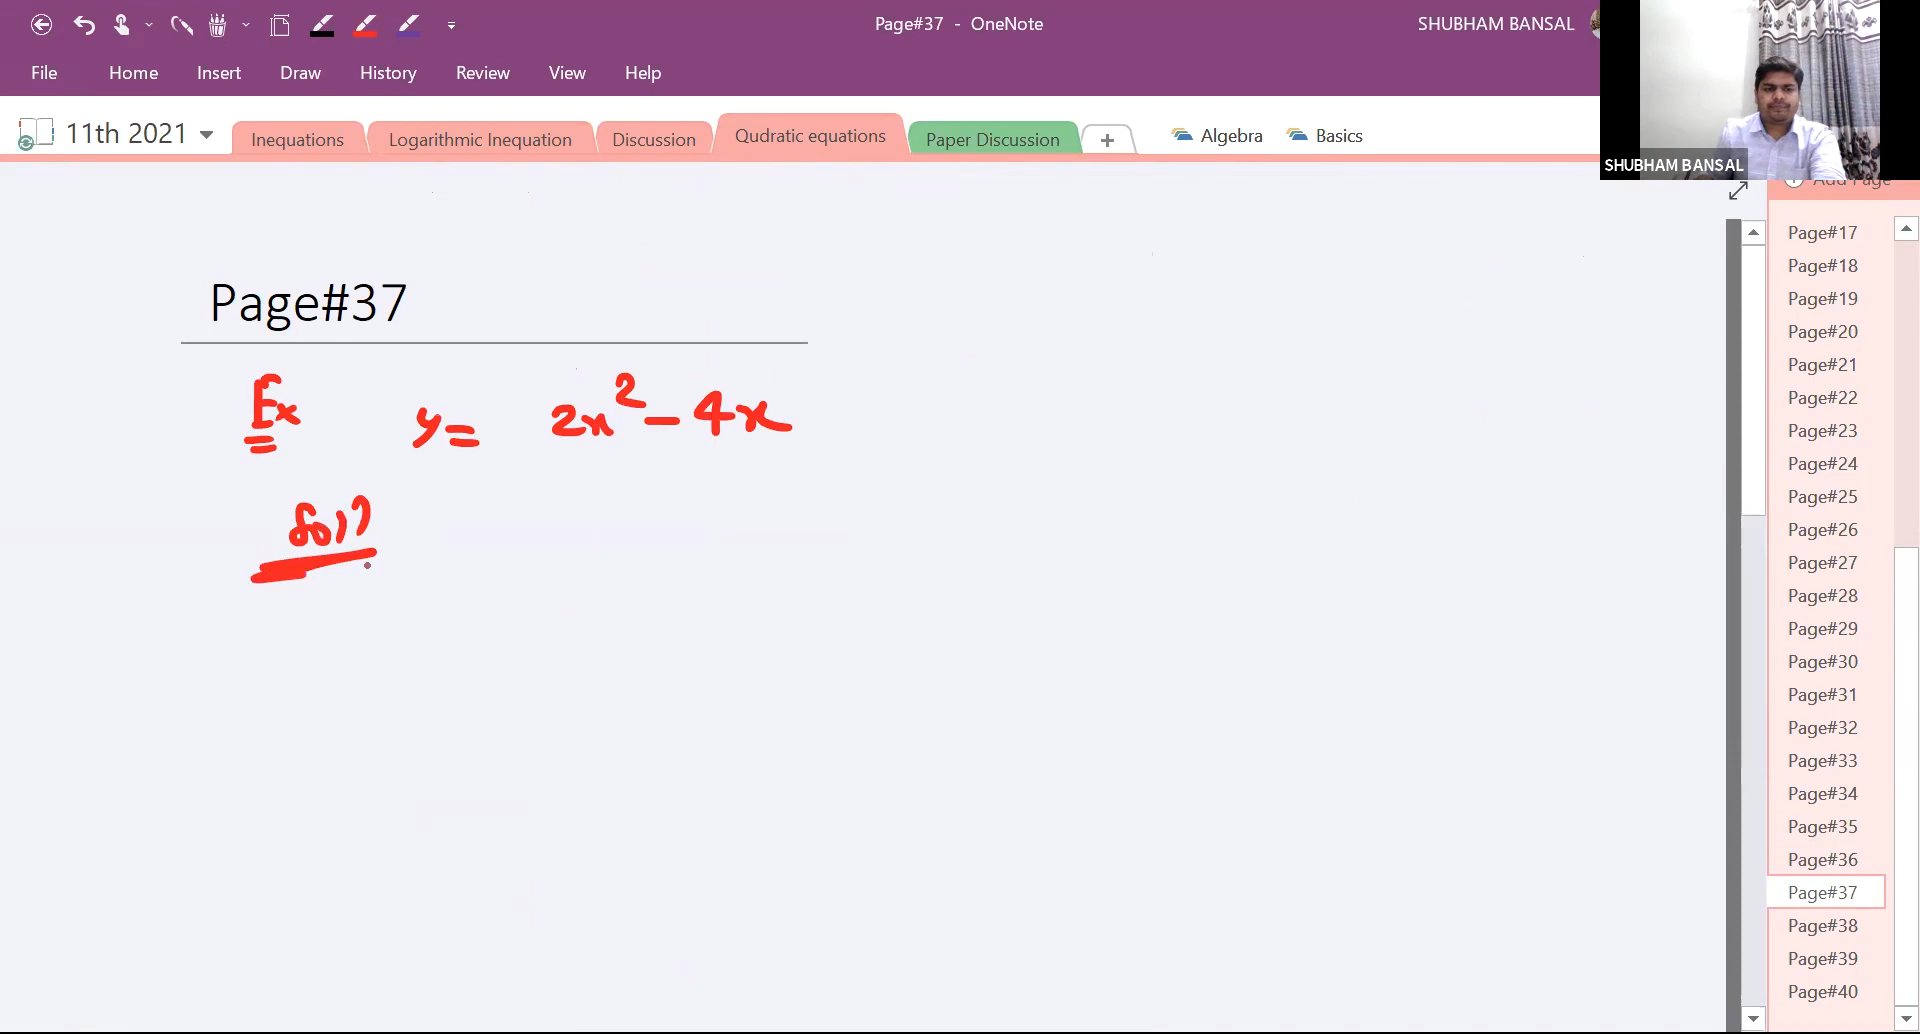 Page#37 - OneNote
SHUBHAM BANSAL
File Home Insert Draw History Review View Help
11th 2021
Inequations
Logarithmic Inequation
Discussion
Qudratic equations
Paper Discussion
+
Algebra
Basics
SHUBHAM BANSAL
Add Page
Page#37
Ex y = 2x² - 4x
Solⁿ
Page#17
Page#18
Page#19
Page#20
Page#21
Page#22
Page#23
Page#24
Page#25
Page#26
Page#27
Page#28
Page#29
Page#30
Page#31
Page#32
Page#33
Page#34
Page#35
Page#36
Page#37
Page#38
Page#39
Page#40